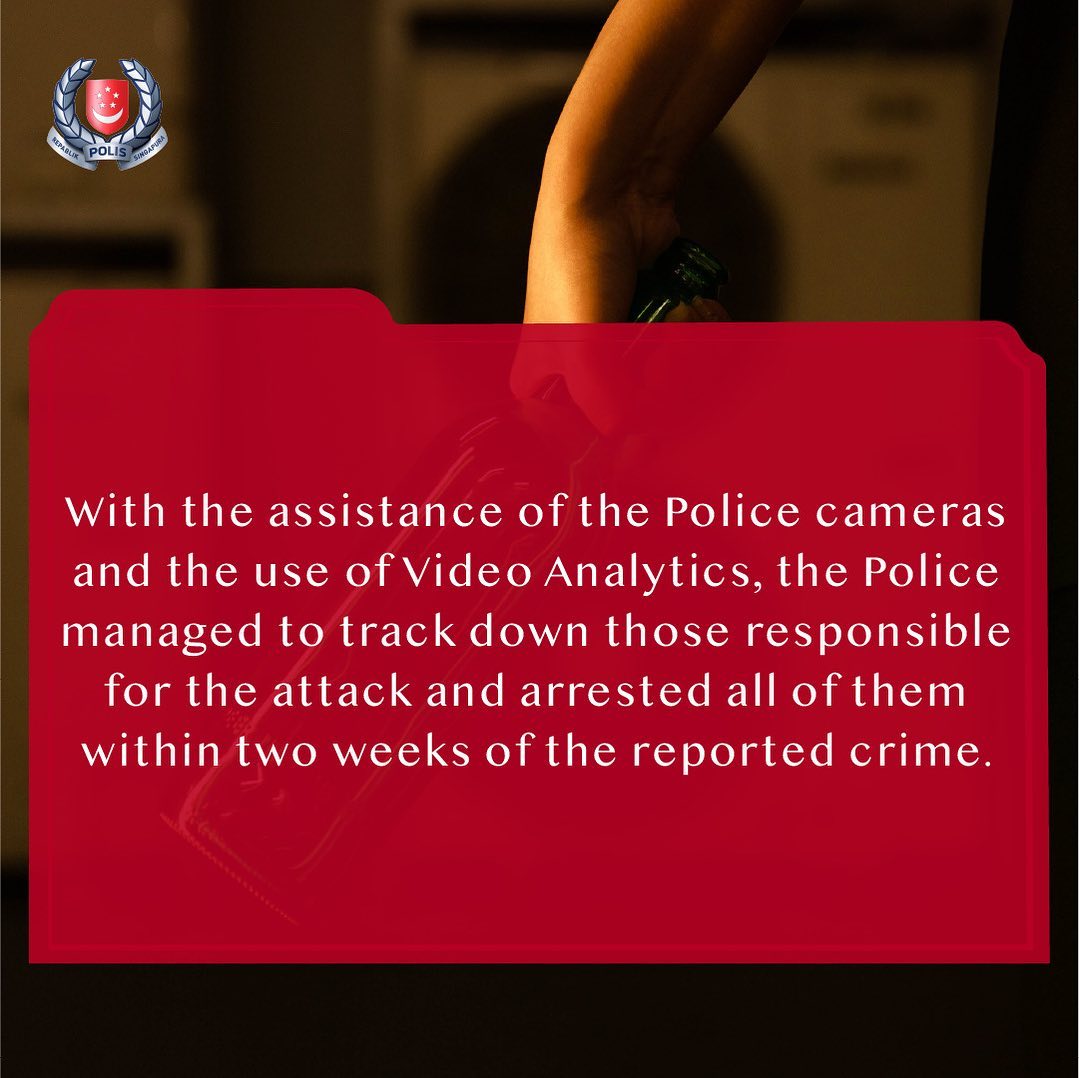 REPABLIK POLIS SINGAPURA
With the assistance of the Police cameras
and the use of Video Analytics, the Police
managed to track down those responsible
for the attack and arrested all of them
within two weeks of the reported crime.